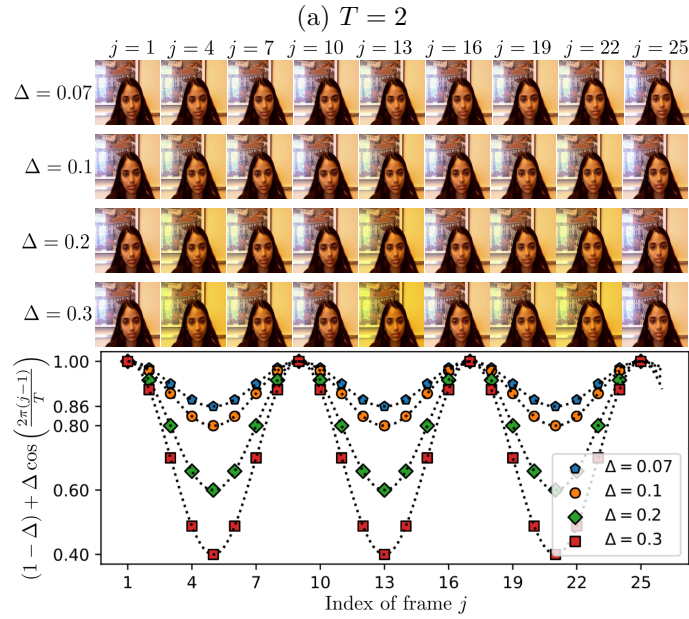 (a) T = 2
j = 1 j = 4 j = 7 j = 10 j = 13 j = 16 j = 19 j = 22 j = 25
Δ = 0.07
Δ = 0.1
Δ = 0.2
Δ = 0.3
(1 − Δ) + Δ cos(2π(j−1)/T)
1.00
0.86
0.80
0.60
0.40
Δ = 0.07
Δ = 0.1
Δ = 0.2
Δ = 0.3
1 4 7 10 13 16 19 22 25
Index of frame j